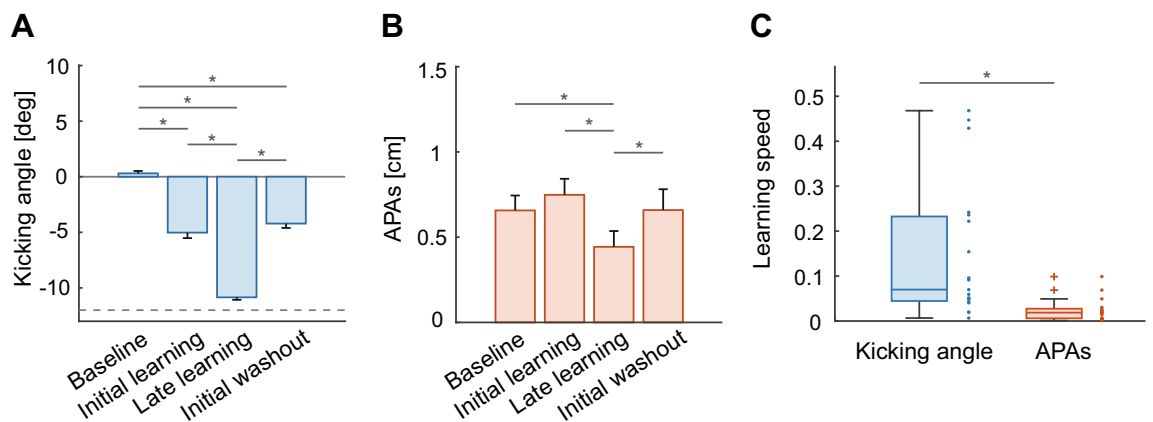 A
Kicking angle [deg]
10
5
0
-5
-10
*
*
*
*
*
Baseline
Initial learning
Late learning
Initial washout
B
APAs [cm]
1.5
1
0.5
0
*
*
*
Baseline
Initial learning
Late learning
Initial washout
C
Learning speed
0.5
0.4
0.3
0.2
0.1
0
*
Kicking angle
APAs